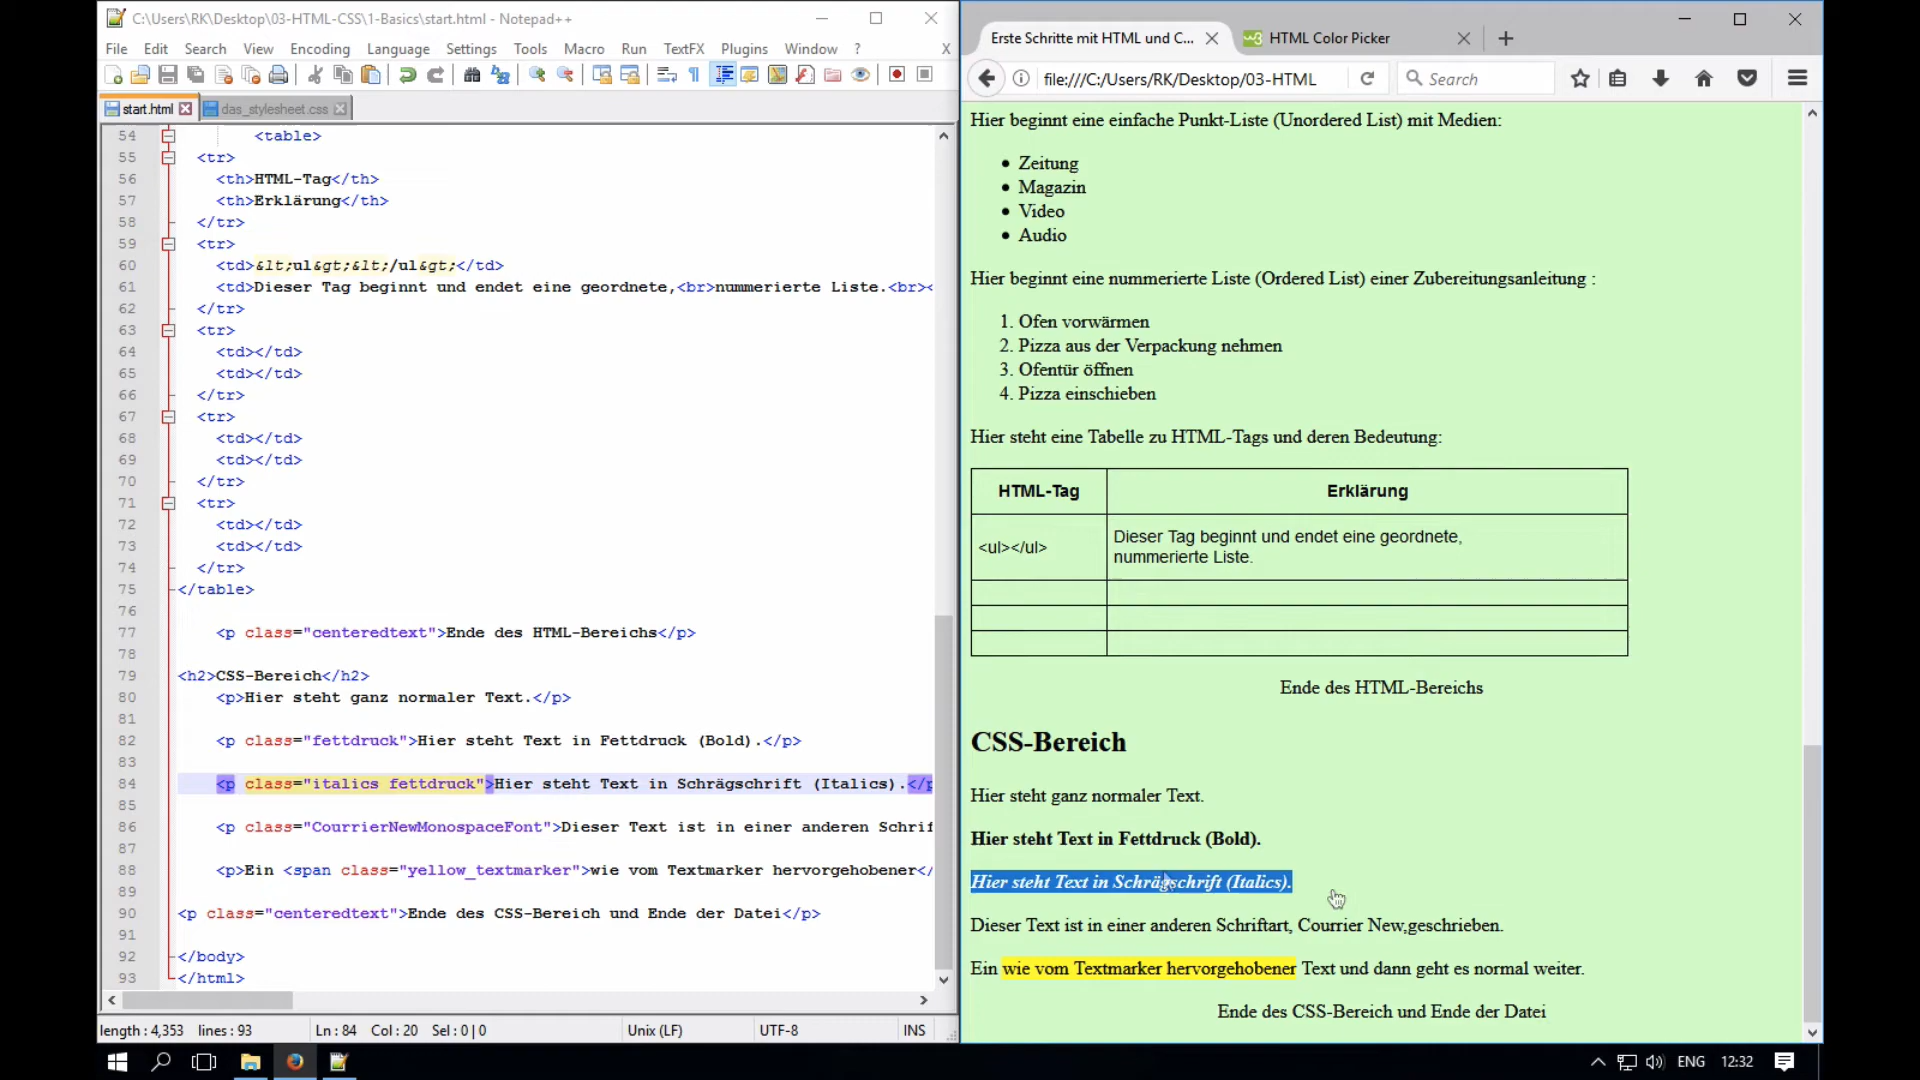 C:\Users\RK\Desktop\03-HTML-CSS\1-Basics\start.html - Notepad++
File Edit Search View Encoding Language Settings Tools Macro Run TextFX Plugins Window ? X
start.html das_stylesheet.css
54 <table>
55 <tr>
56 <th>HTML-Tag</th>
57 <th>Erklärung</th>
58 </tr>
59 <tr>
60 <td>&lt;ul&gt;&lt;/ul&gt;</td>
61 <td>Dieser Tag beginnt und endet eine geordnete,<br>nummerierte Liste.<br><
62 </tr>
63 <tr>
64 <td></td>
65 <td></td>
66 </tr>
67 <tr>
68 <td></td>
69 <td></td>
70 </tr>
71 <tr>
72 <td></td>
73 <td></td>
74 </tr>
75 </table>
76
77 <p class="centeredtext">Ende des HTML-Bereichs</p>
78
79 <h2>CSS-Bereich</h2>
80 <p>Hier steht ganz normaler Text.</p>
81
82 <p class="fettdruck">Hier steht Text in Fettdruck (Bold).</p>
83
84 <p class="italics fettdruck">Hier steht Text in Schrägschrift (Italics).</p
85
86 <p class="CourrierNewMonospaceFont">Dieser Text ist in einer anderen Schrif
87
88 <p>Ein <span class="yellow_textmarker">wie vom Textmarker hervorgehobener</
89
90 <p class="centeredtext">Ende des CSS-Bereich und Ende der Datei</p>
91
92 </body>
93 </html>
length : 4,353 lines : 93 Ln : 84 Col : 20 Sel : 0 | 0 Unix (LF) UTF-8 INS
Erste Schritte mit HTML und C... HTML Color Picker
file:///C:/Users/RK/Desktop/03-HTML Search
Hier beginnt eine einfache Punkt-Liste (Unordered List) mit Medien:
• Zeitung
• Magazin
• Video
• Audio
Hier beginnt eine nummerierte Liste (Ordered List) einer Zubereitungsanleitung :
1. Ofen vorwärmen
2. Pizza aus der Verpackung nehmen
3. Ofentür öffnen
4. Pizza einschieben
Hier steht eine Tabelle zu HTML-Tags und deren Bedeutung:
HTML-Tag Erklärung
<ul></ul> Dieser Tag beginnt und endet eine geordnete,
nummerierte Liste.
Ende des HTML-Bereichs
CSS-Bereich
Hier steht ganz normaler Text.
Hier steht Text in Fettdruck (Bold).
Hier steht Text in Schrägschrift (Italics).
Dieser Text ist in einer anderen Schriftart, Courrier New,geschrieben.
Ein wie vom Textmarker hervorgehobener Text und dann geht es normal weiter.
Ende des CSS-Bereich und Ende der Datei
ENG 12:32